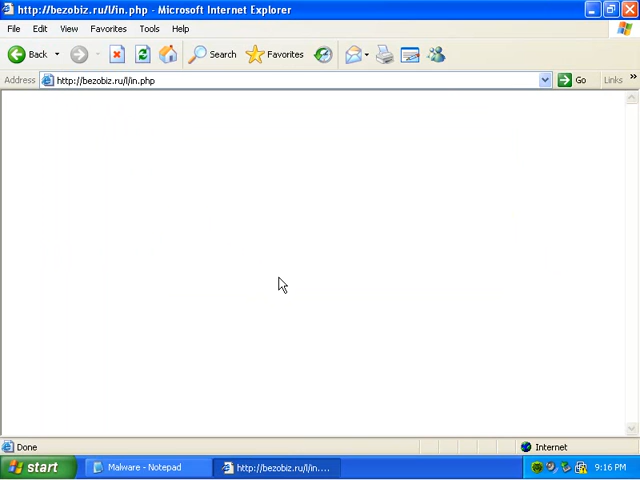 http://bezobiz.ru/l/in.php - Microsoft Internet Explorer
File Edit View Favorites Tools Help
Back Search Favorites
Address http://bezobiz.ru/l/in.php Go Links »
Done Internet
start Malware - Notepad http://bezobiz.ru/l/in.... 9:16 PM